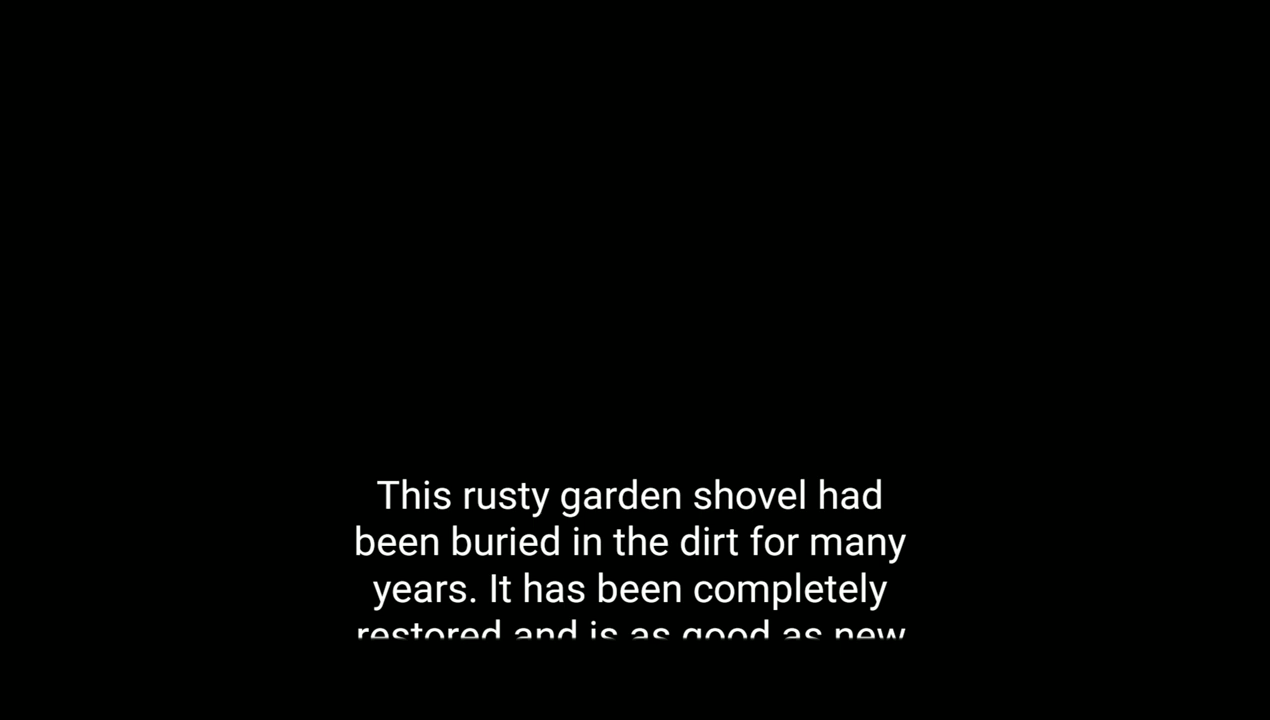 This rusty garden shovel had
been buried in the dirt for many
years. It has been completely
restored and is as good as new